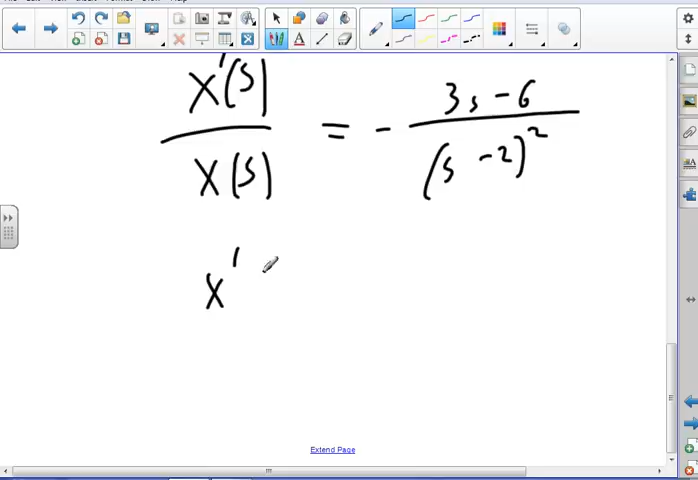 X'(s) / X(s) = - (3s - 6) / (s - 2)^2
X'
Extend Page